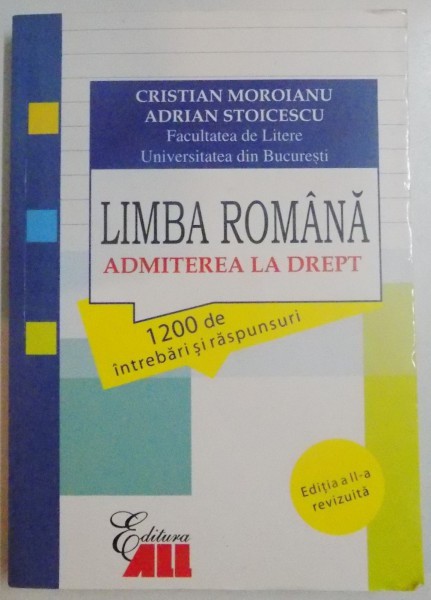 CRISTIAN MOROIANU
ADRIAN STOICESCU
Facultatea de Litere
Universitatea din București
LIMBA ROMÂNĂ
ADMITEREA LA DREPT
1200 de
întrebări și răspunsuri
Ediția a II-a
revizuită
Editura
ALL